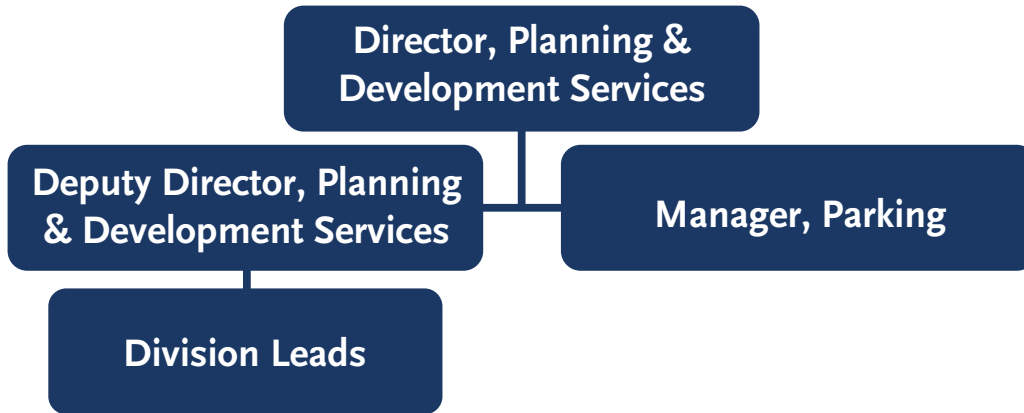 Director, Planning &
Development Services
Deputy Director, Planning
& Development Services
Manager, Parking
Division Leads